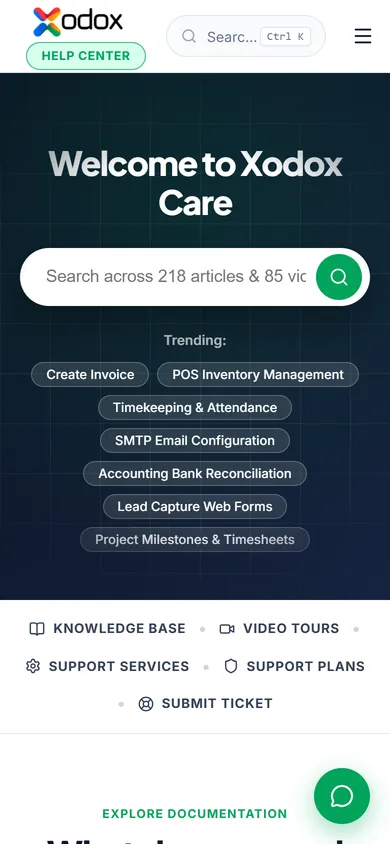 Xodox
HELP CENTER
Searc... Ctrl K
Welcome to Xodox
Care
Search across 218 articles & 85 vid
Trending:
Create Invoice
POS Inventory Management
Timekeeping & Attendance
SMTP Email Configuration
Accounting Bank Reconciliation
Lead Capture Web Forms
Project Milestones & Timesheets
KNOWLEDGE BASE • VIDEO TOURS •
SUPPORT SERVICES • SUPPORT PLANS
• SUBMIT TICKET
EXPLORE DOCUMENTATION